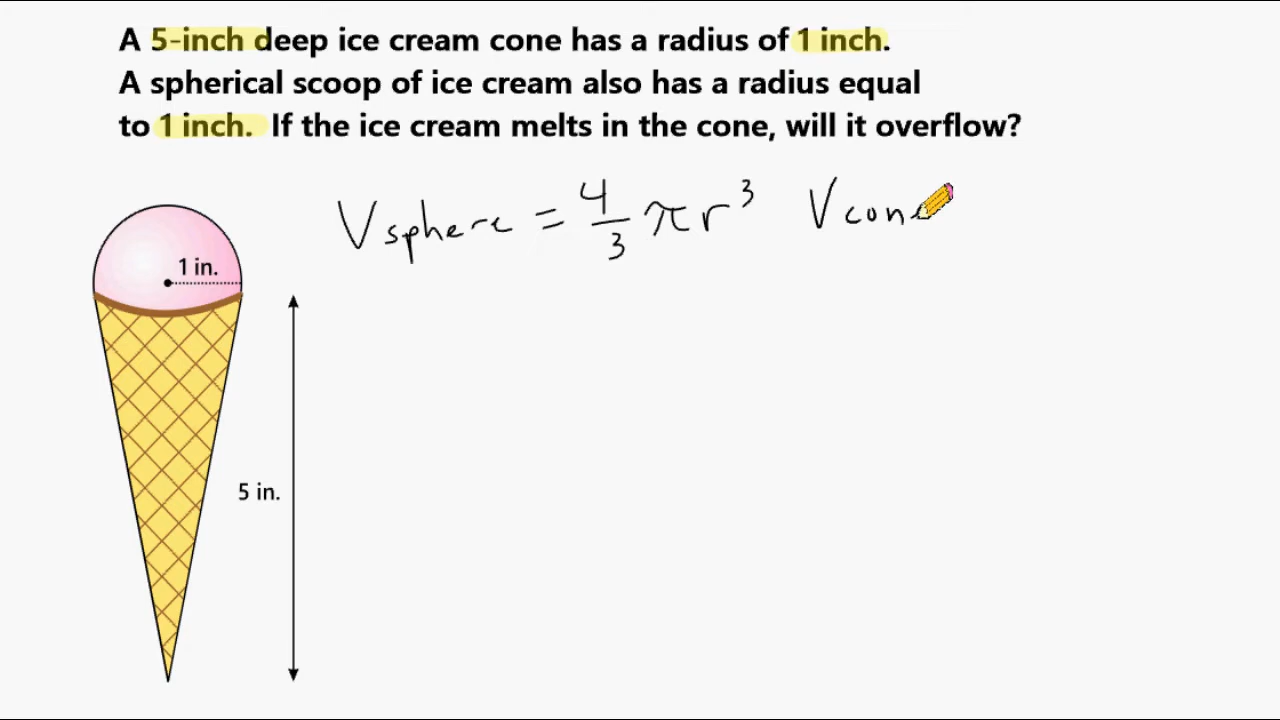 A 5-inch deep ice cream cone has a radius of 1 inch.
A spherical scoop of ice cream also has a radius equal
to 1 inch. If the ice cream melts in the cone, will it overflow?
V sphere = 4/3 πr³ V cone
1 in.
5 in.